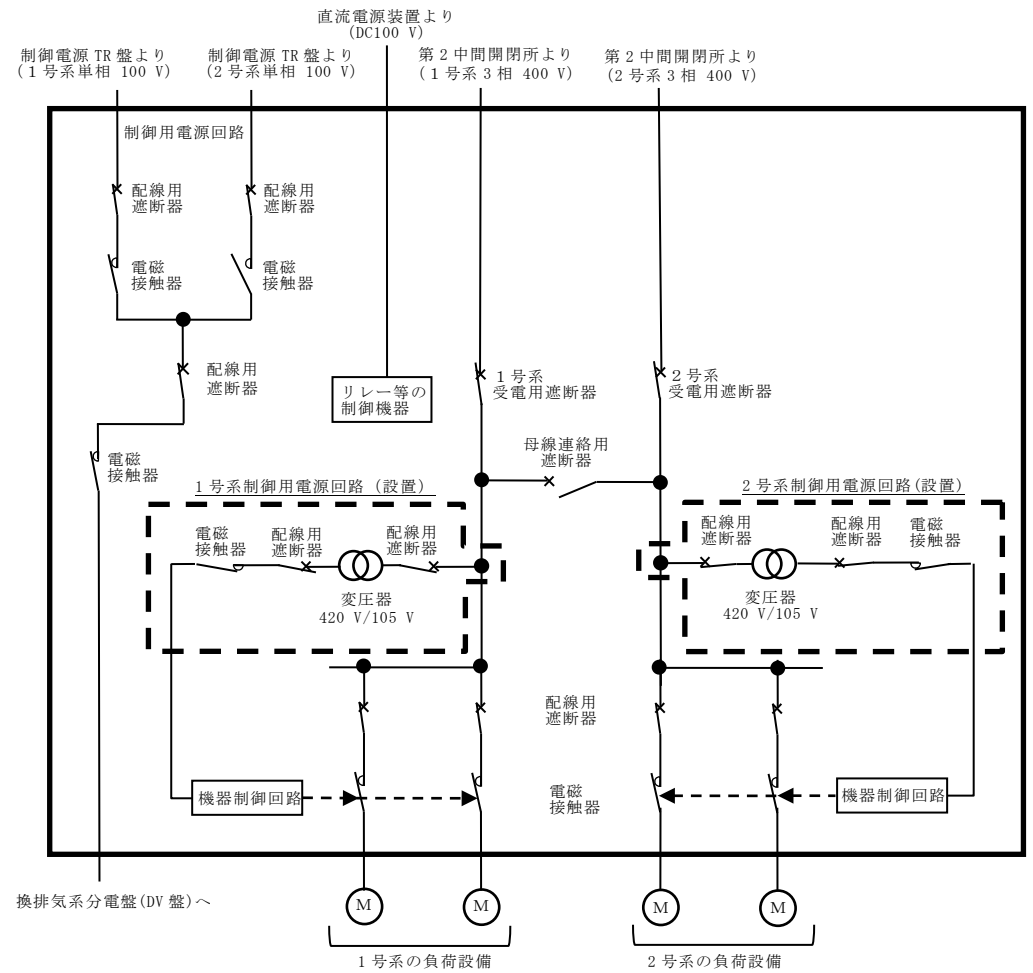 直流電源装置より
(DC100 V)
制御電源 TR 盤より
(1号系単相 100 V)
制御電源 TR 盤より
(2号系単相 100 V)
第2中間開閉所より
(1号系3相 400 V)
第2中間開閉所より
(2号系3相 400 V)
制御用電源回路
配線用
遮断器
配線用
遮断器
電磁
接触器
電磁
接触器
配線用
遮断器
リレー等の
制御機器
1号系
受電用遮断器
2号系
受電用遮断器
母線連絡用
遮断器
電磁
接触器
1号系制御用電源回路(設置)
2号系制御用電源回路(設置)
電磁
接触器
配線用
遮断器
配線用
遮断器
変圧器
420 V/105 V
配線用
遮断器
配線用
遮断器
電磁
接触器
変圧器
420 V/105 V
配線用
遮断器
機器制御回路
電磁
接触器
機器制御回路
換排気系分電盤(DV 盤)へ
M
M
M
M
1号系の負荷設備
2号系の負荷設備